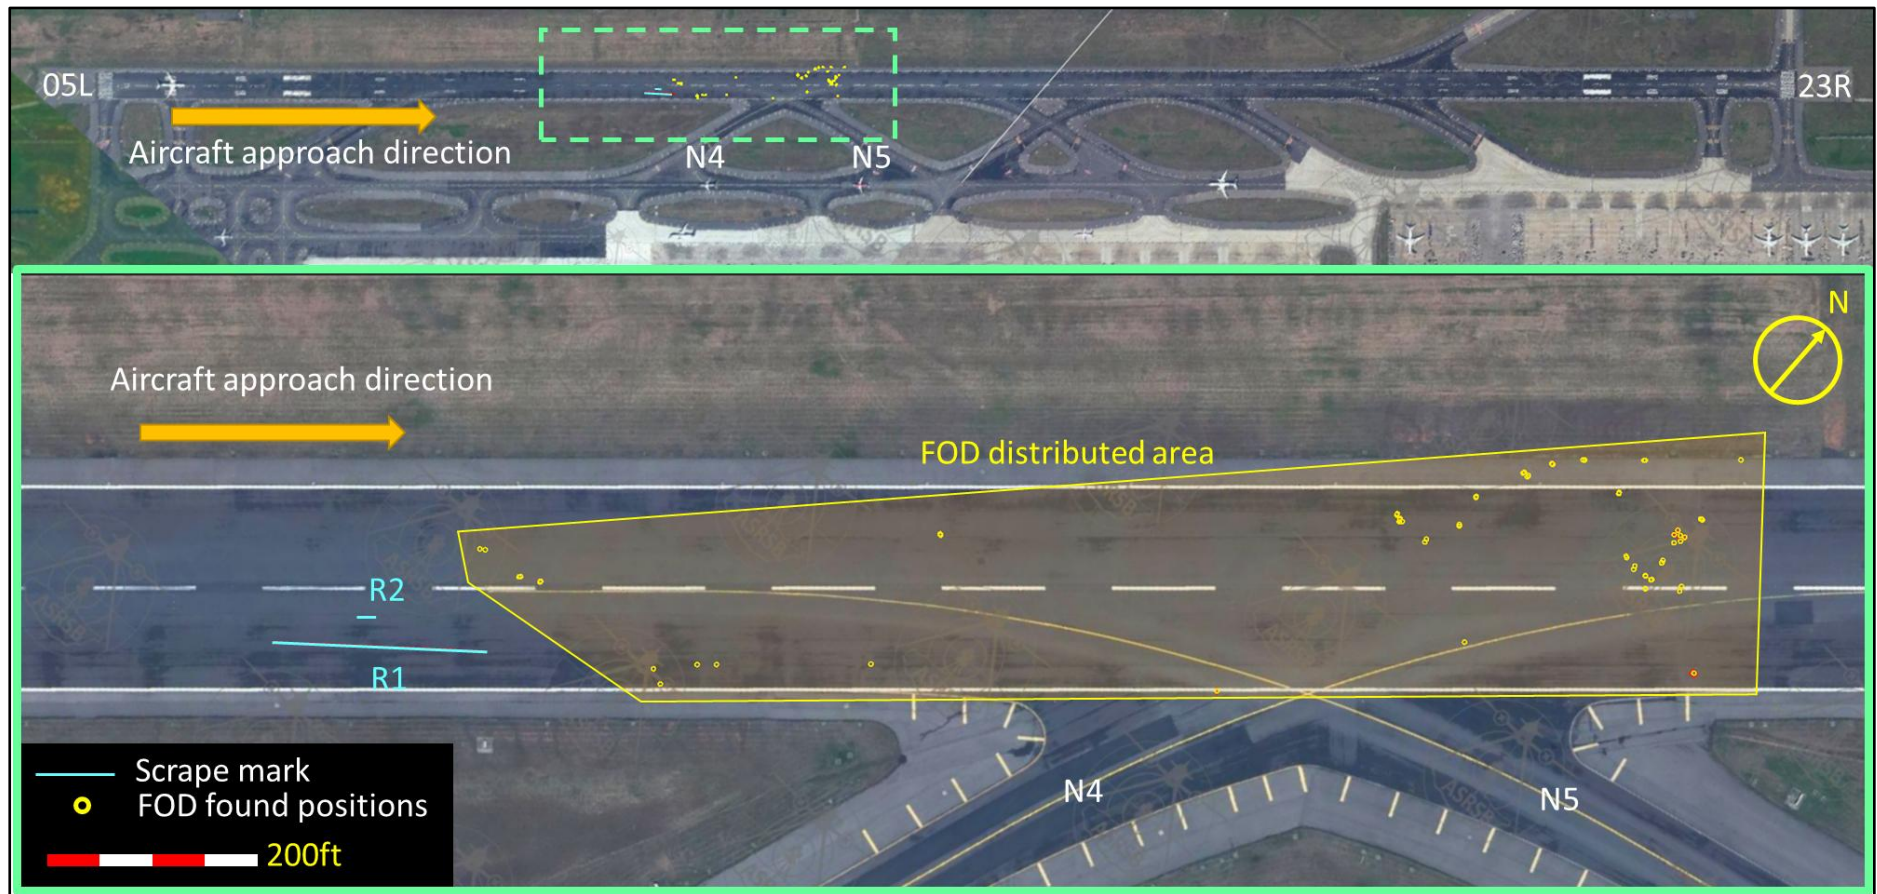 05L
23R
Aircraft approach direction
N4
N5
N
Aircraft approach direction
FOD distributed area
R2
R1
Scrape mark
FOD found positions
200ft
N4
N5